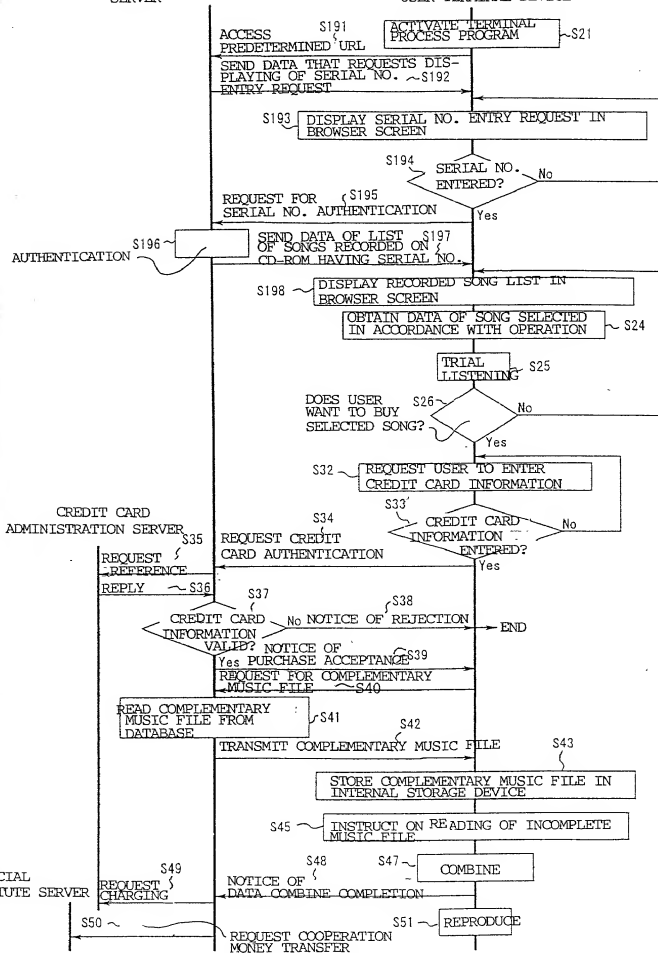 SERVER
S191
ACTIVATE TERMINAL
PROCESS PROGRAM
S21
ACCESS
PREDETERMINED URL
SEND DATA THAT REQUESTS DIS-
PLAYING OF SERIAL NO.
S192
ENTRY REQUEST
S193
DISPLAY SERIAL NO. ENTRY REQUEST IN
BROWSER SCREEN
S194
SERIAL NO.
ENTERED?
No
Yes
S195
REQUEST FOR
SERIAL NO. AUTHENTICATION
S196
AUTHENTICATION
SEND DATA OF LIST
OF SONGS RECORDED ON
S197
CD-ROM HAVING SERIAL NO.
S198
DISPLAY RECORDED SONG LIST IN
BROWSER SCREEN
OBTAIN DATA OF SONG SELECTED
IN ACCORDANCE WITH OPERATION
S24
TRIAL
LISTENING
S25
S26
DOES USER
WANT TO BUY
SELECTED SONG?
No
Yes
S32
REQUEST USER TO ENTER
CREDIT CARD INFORMATION
S33
CREDIT CARD
INFORMATION
ENTERED?
No
Yes
S34
REQUEST CREDIT
CARD AUTHENTICATION
CREDIT CARD
ADMINISTRATION SERVER
S35
REQUEST
REFERENCE
REPLY
S36
S37
CREDIT CARD
INFORMATION
VALID?
No
NOTICE OF REJECTION
S38
END
Yes
NOTICE OF
PURCHASE ACCEPTANCE
S39
REQUEST FOR COMPLEMENTARY
MUSIC FILE
S40
READ COMPLEMENTARY
MUSIC FILE FROM
DATABASE
S41
S42
TRANSMIT COMPLEMENTARY MUSIC FILE
S43
STORE COMPLEMENTARY MUSIC FILE IN
INTERNAL STORAGE DEVICE
S45
INSTRUCT ON READING OF INCOMPLETE
MUSIC FILE
S47
COMBINE
S48
NOTICE OF
DATA COMBINE COMPLETION
S49
REQUEST
CHARGING
CIAL
TUTE SERVER
S50
REQUEST COOPERATION
MONEY TRANSFER
S51
REPRODUCE